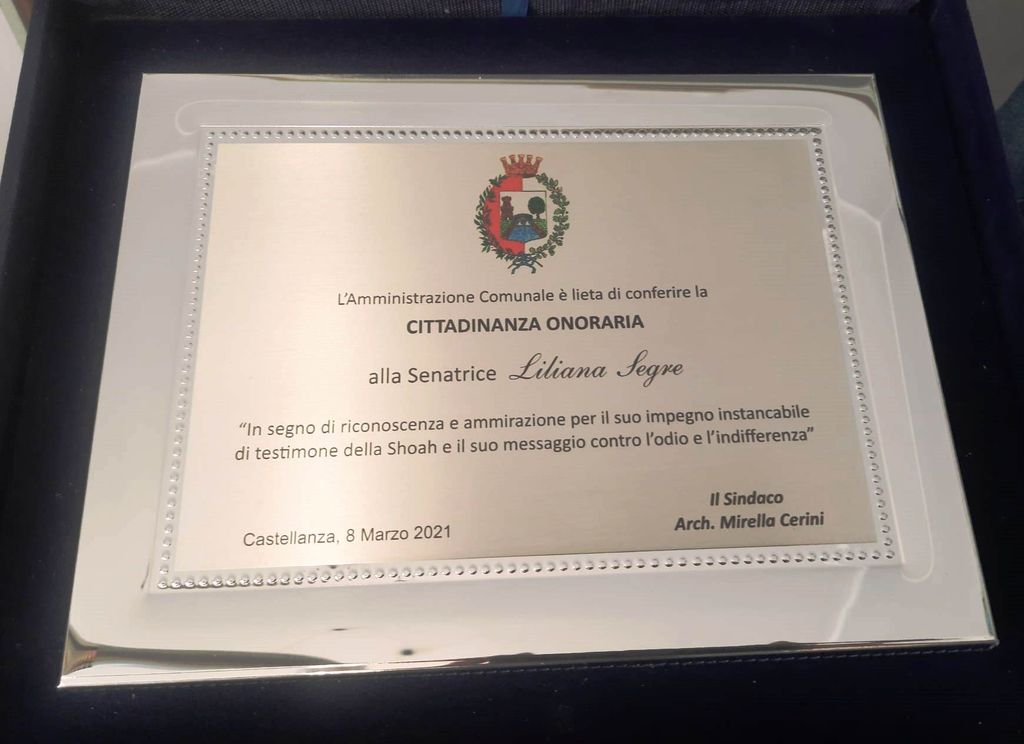 L'Amministrazione Comunale è lieta di conferire la
CITTADINANZA ONORARIA
alla Senatrice Liliana Segre
“In segno di riconoscenza e ammirazione per il suo impegno instancabile
di testimone della Shoah e il suo messaggio contro l'odio e l'indifferenza”
Il Sindaco
Arch. Mirella Cerini
Castellanza, 8 Marzo 2021